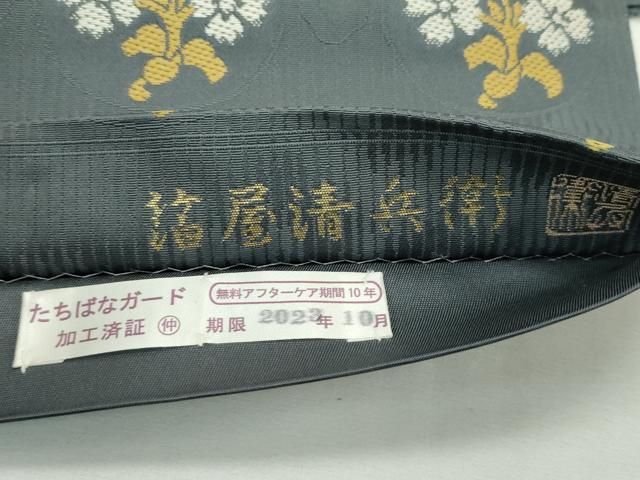 箔屋清兵衛
たちばなガード
加工済証 ㊥
無料アフターケア期間10年
期限 2023年 10月